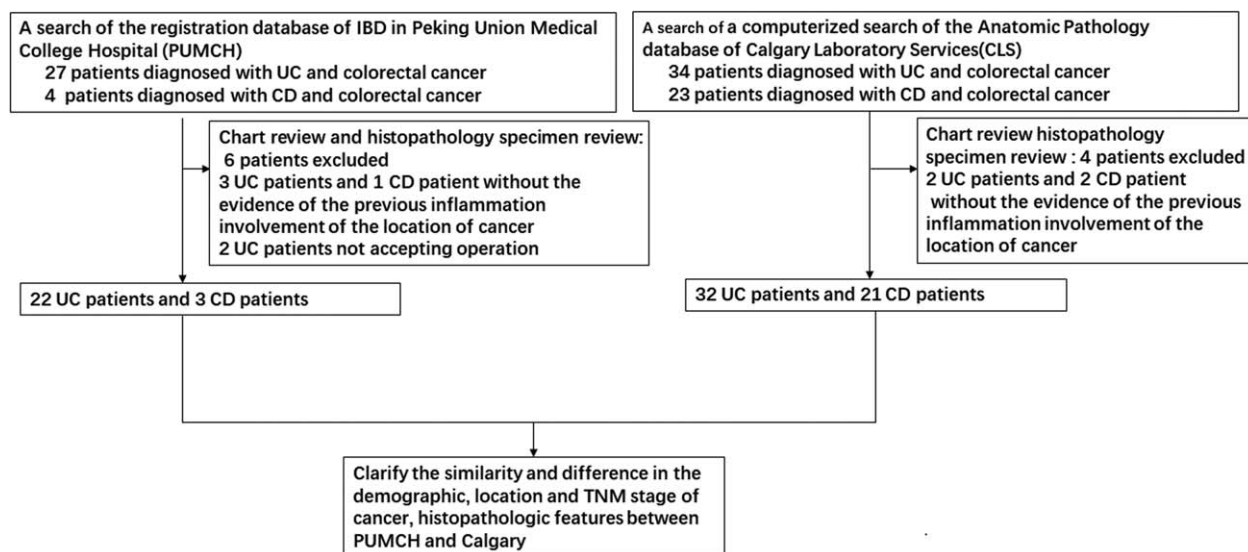 A search of the registration database of IBD in Peking Union Medical
College Hospital (PUMCH)
27 patients diagnosed with UC and colorectal cancer
4 patients diagnosed with CD and colorectal cancer
Chart review and histopathology specimen review:
6 patients excluded
3 UC patients and 1 CD patient without the
evidence of the previous inflammation
involvement of the location of cancer
2 UC patients not accepting operation
22 UC patients and 3 CD patients
A search of a computerized search of the Anatomic Pathology
database of Calgary Laboratory Services(CLS)
34 patients diagnosed with UC and colorectal cancer
23 patients diagnosed with CD and colorectal cancer
Chart review histopathology
specimen review : 4 patients excluded
2 UC patients and 2 CD patient
without the evidence of the previous
inflammation involvement of the
location of cancer
32 UC patients and 21 CD patients
Clarify the similarity and difference in the
demographic, location and TNM stage of
cancer, histopathologic features between
PUMCH and Calgary